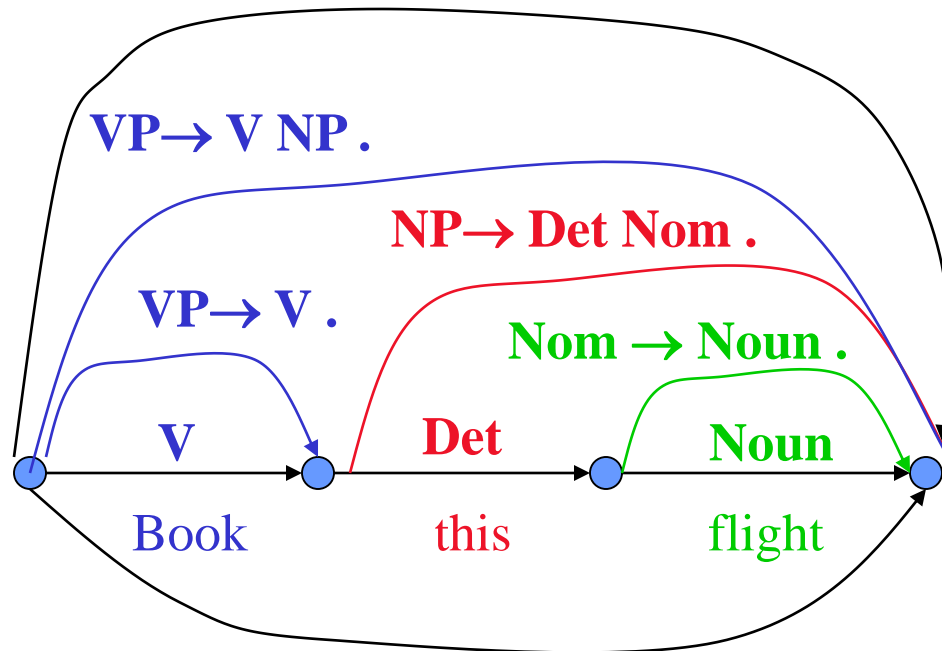 VP→ V NP .
NP→ Det Nom .
VP→ V .
Nom → Noun .
V Det Noun
Book this flight